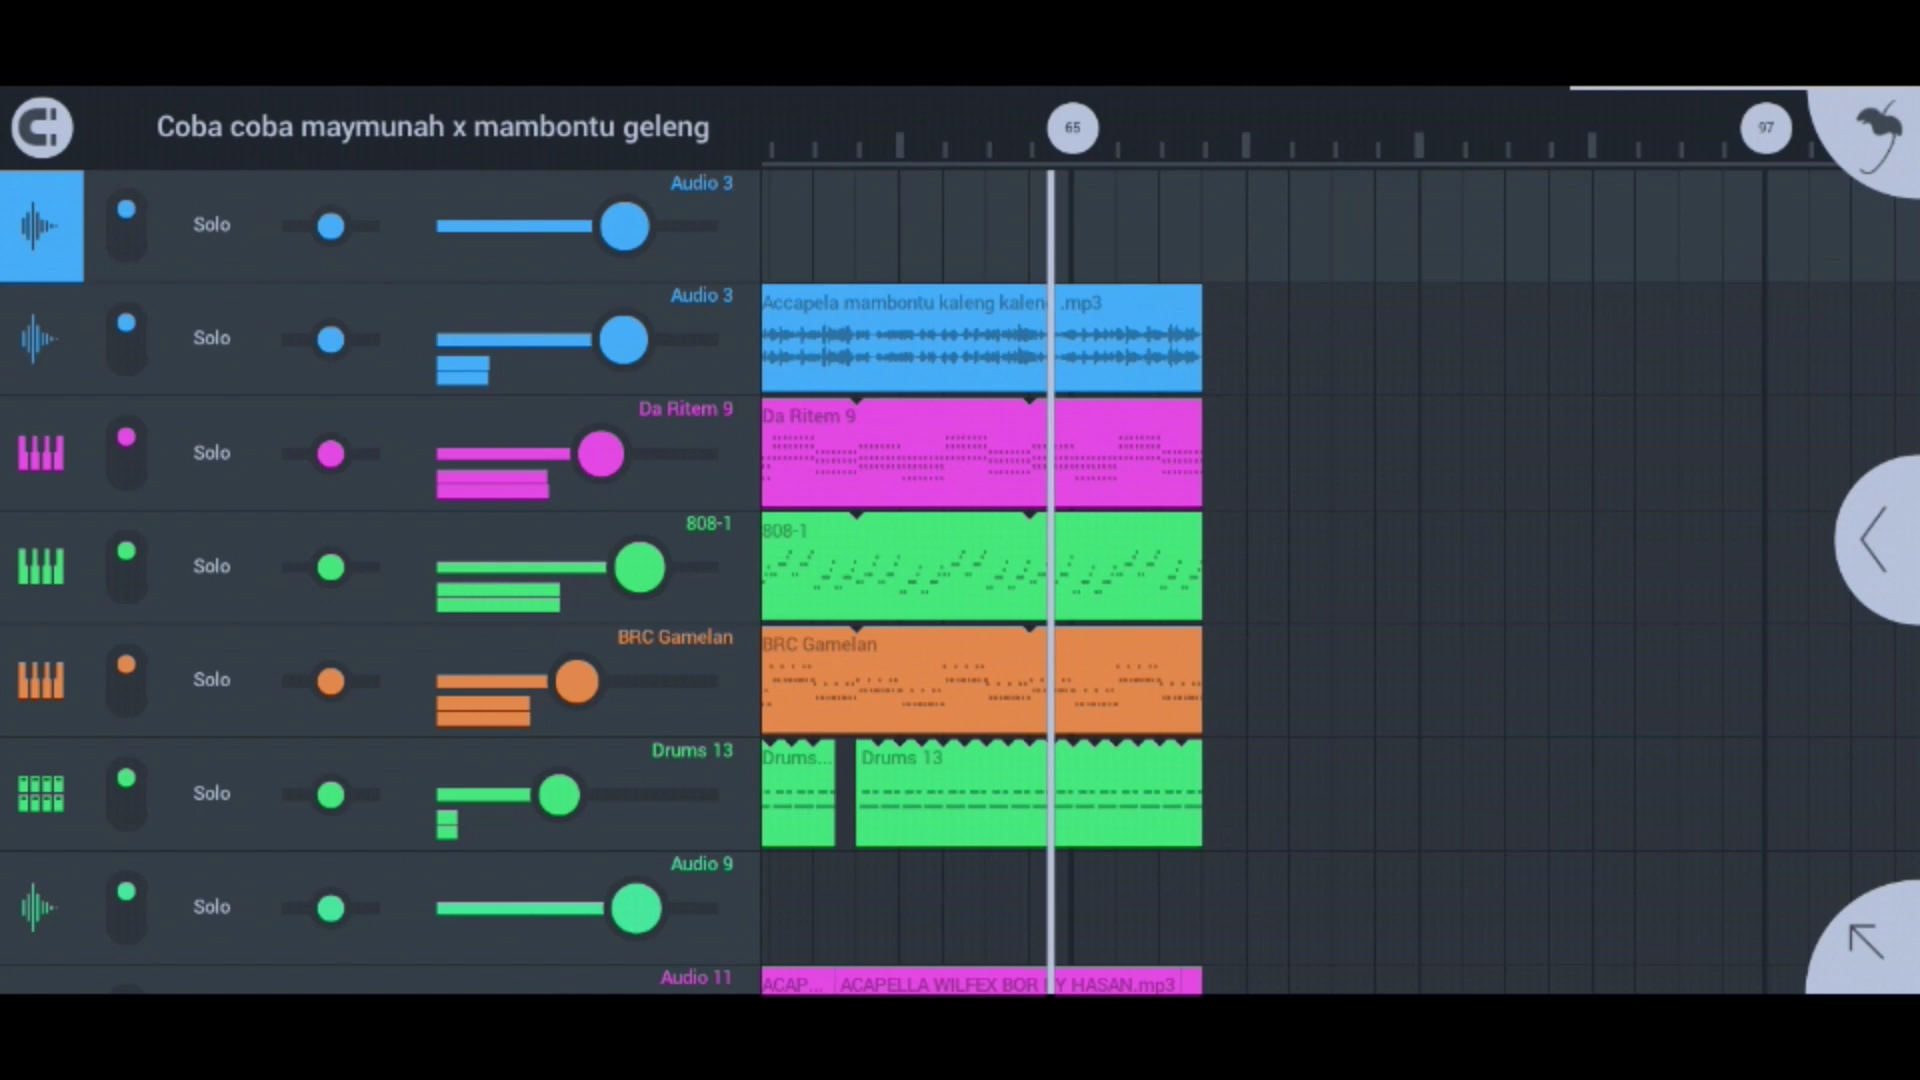 Coba coba maymunah x mambontu geleng
65
97
Audio 3
Solo
Audio 3
Solo
Accapela mambontu kaleng kalen .mp3
Da Ritem 9
Solo
Da Ritem 9
808-1
Solo
808-1
BRC Gamelan
Solo
BRC Gamelan
Drums 13
Solo
Drums...
Drums 13
Audio 9
Solo
Audio 11
ACAP...
ACAPELLA WILFEX BOR Y HASAN.mp3